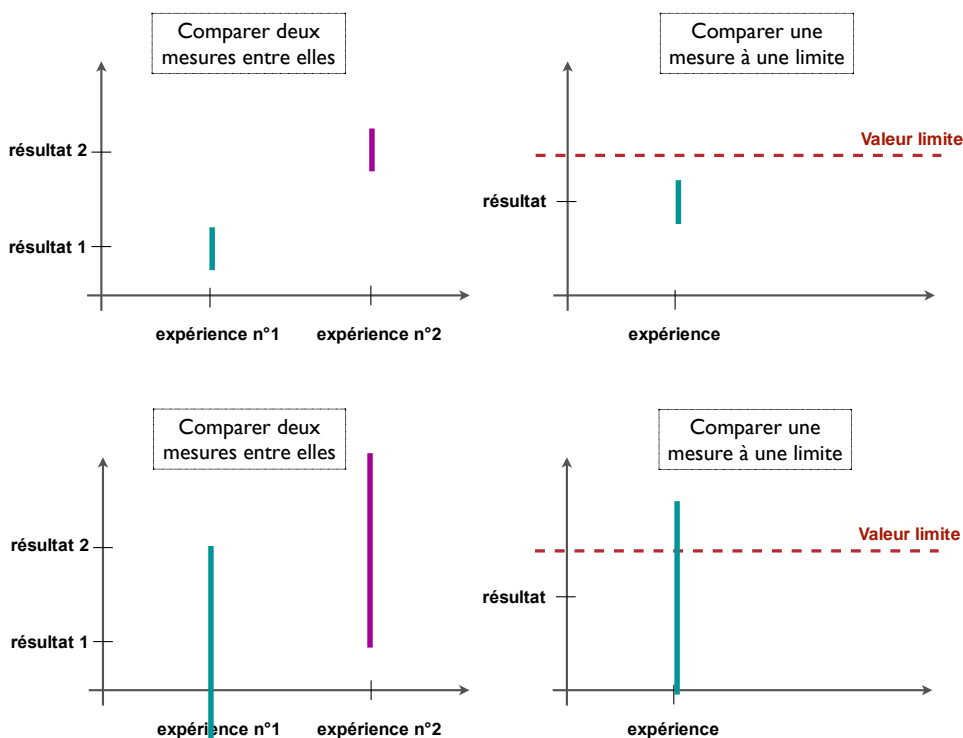 Comparer deux
mesures entre elles
Comparer une
mesure à une limite
résultat 2
résultat 1
expérience n°1
expérience n°2
Valeur limite
résultat
expérience
Comparer deux
mesures entre elles
Comparer une
mesure à une limite
résultat 2
résultat 1
expérience n°1
expérience n°2
Valeur limite
résultat
expérience